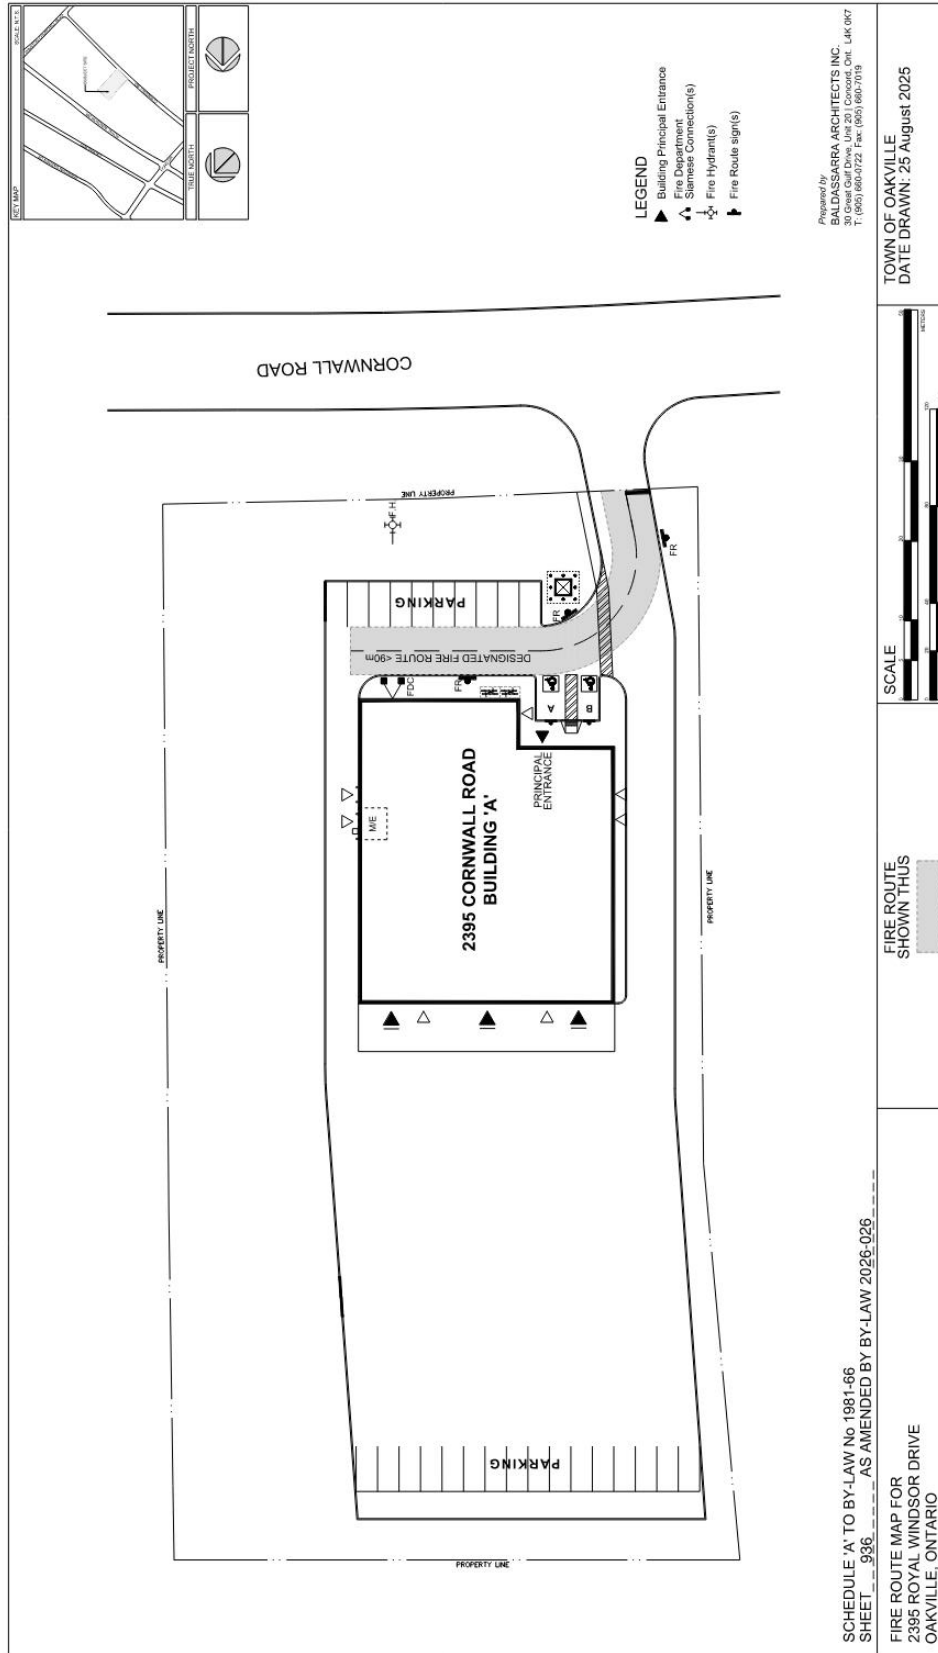 KEY MAP
SCALE: N.T.S.
TRUE NORTH
PROJECT NORTH
CORNWALL ROAD
LEGEND
Building Principal Entrance
Fire Department
Siamese Connection(s)
Fire Hydrant(s)
Fire Route sign(s)
Prepared by
BALDASSARRA ARCHITECTS INC.
30 Great Gulf Drive, Unit 20 | Concord, Ont. L4K 0K7
T: (905) 660-0722 Fax: (905) 660-7019
PROPERTY LINE
F.H.
PARKING
DESIGNATED FIRE ROUTE <90m
FR
FR
FR
FDC
A
B
PRINCIPAL
ENTRANCE
M/E
2395 CORNWALL ROAD
BUILDING 'A'
PROPERTY LINE
PROPERTY LINE
PARKING
PROPERTY LINE
SCHEDULE 'A' TO BY-LAW No 1981-66
SHEET 936 AS AMENDED BY BY-LAW 2026-026
FIRE ROUTE MAP FOR
2395 ROYAL WINDSOR DRIVE
OAKVILLE, ONTARIO
FIRE ROUTE
SHOWN THUS
SCALE
METERS
TOWN OF OAKVILLE
DATE DRAWN: 25 August 2025